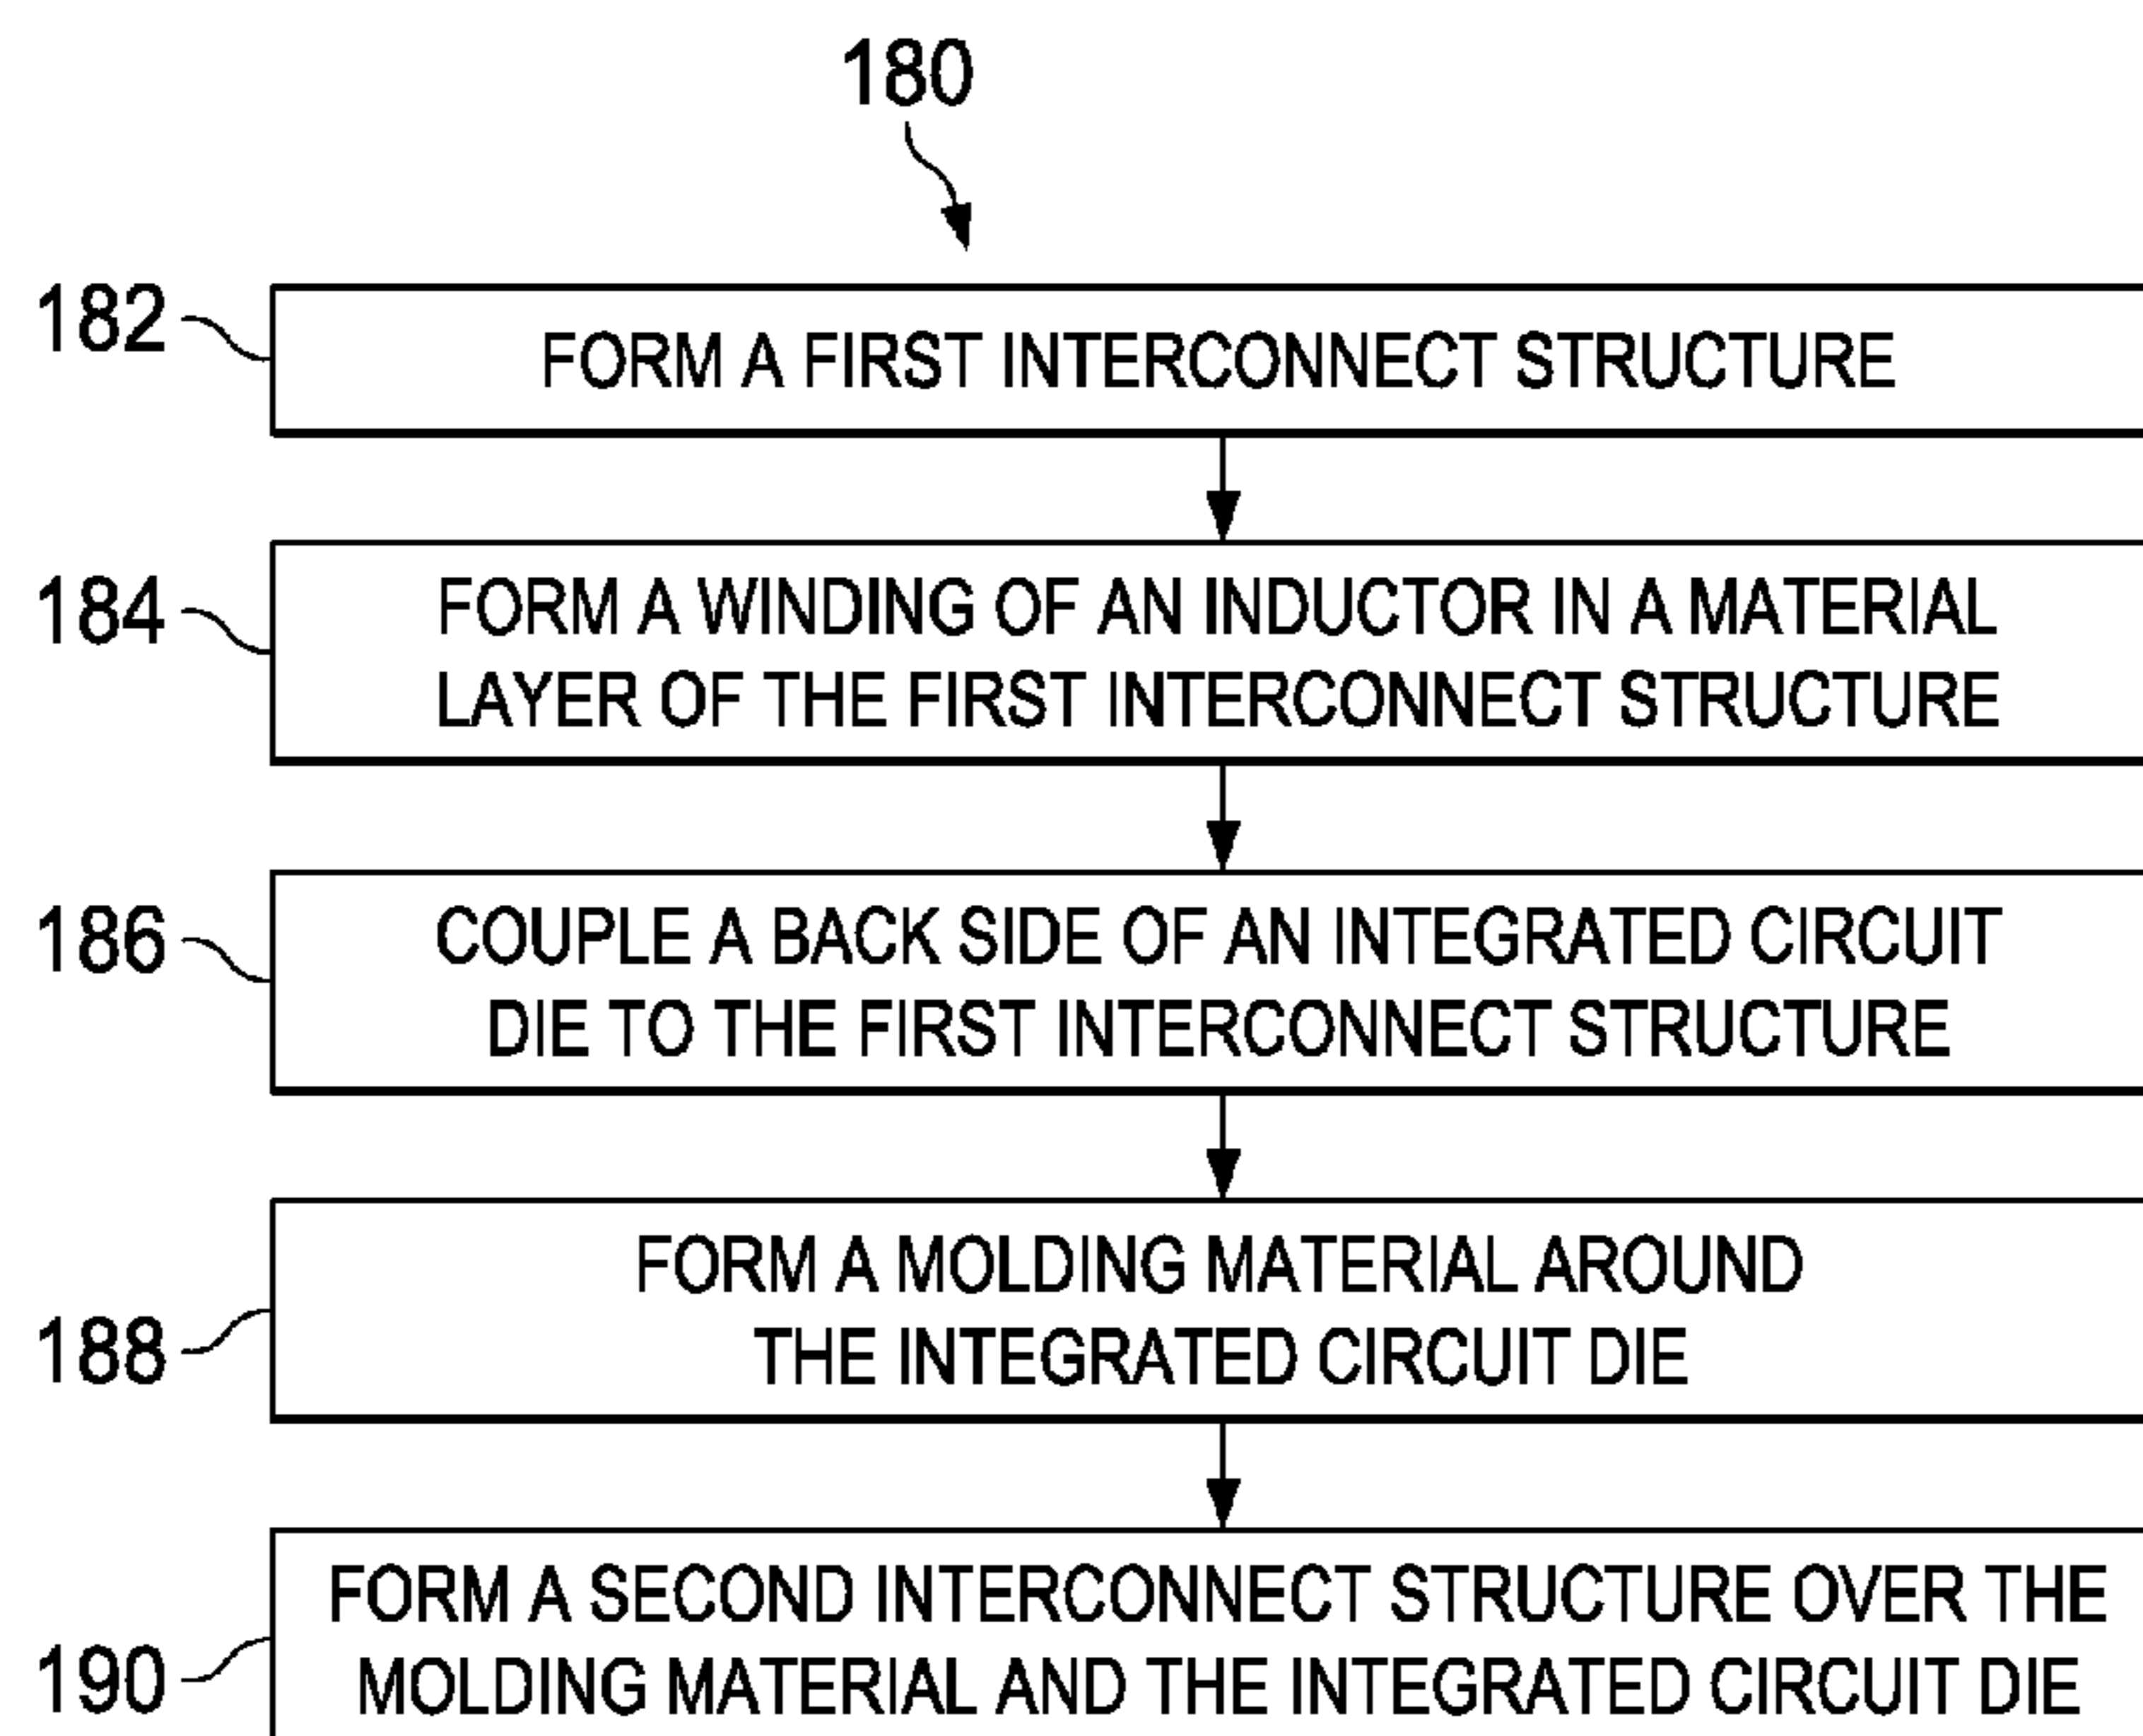 180
182
FORM A FIRST INTERCONNECT STRUCTURE
184
FORM A WINDING OF AN INDUCTOR IN A MATERIAL
LAYER OF THE FIRST INTERCONNECT STRUCTURE
186
COUPLE A BACK SIDE OF AN INTEGRATED CIRCUIT
DIE TO THE FIRST INTERCONNECT STRUCTURE
188
FORM A MOLDING MATERIAL AROUND
THE INTEGRATED CIRCUIT DIE
190
FORM A SECOND INTERCONNECT STRUCTURE OVER THE
MOLDING MATERIAL AND THE INTEGRATED CIRCUIT DIE